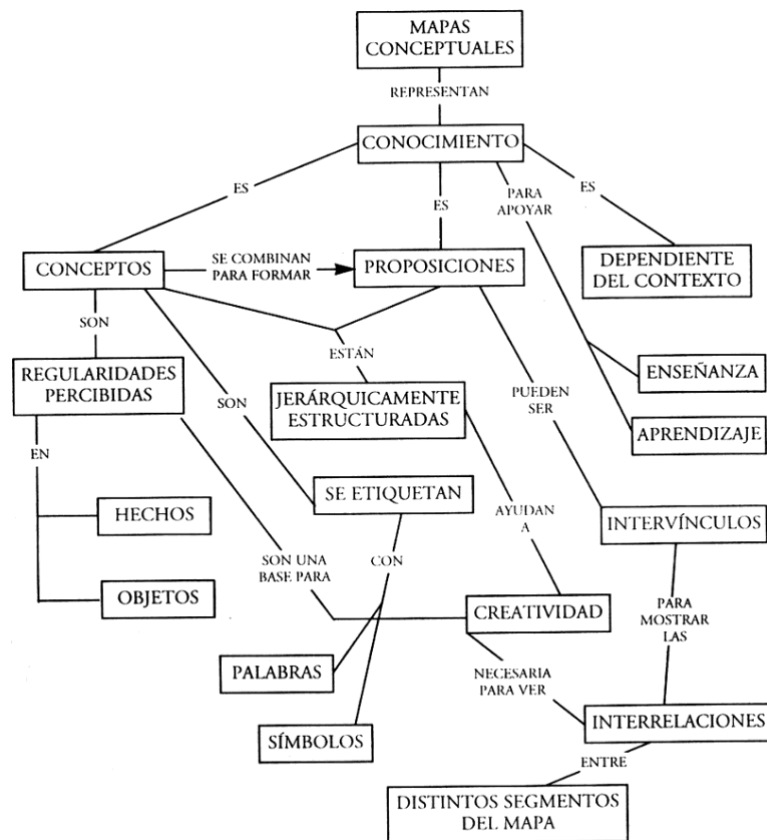 MAPAS
CONCEPTUALES
REPRESENTAN
CONOCIMIENTO
ES
ES
PARA
APOYAR
ES
CONCEPTOS
SE COMBINAN
PARA FORMAR
PROPOSICIONES
DEPENDIENTE
DEL CONTEXTO
SON
ESTÁN
REGULARIDADES
PERCIBIDAS
SON
JERÁRQUICAMENTE
ESTRUCTURADAS
PUEDEN
SER
ENSEÑANZA
APRENDIZAJE
EN
SE ETIQUETAN
HECHOS
AYUDAN
A
INTERVÍNCULOS
SON UNA
BASE PARA
CON
OBJETOS
CREATIVIDAD
PARA
MOSTRAR
LAS
PALABRAS
NECESARIA
PARA VER
SÍMBOLOS
INTERRELACIONES
ENTRE
DISTINTOS SEGMENTOS
DEL MAPA